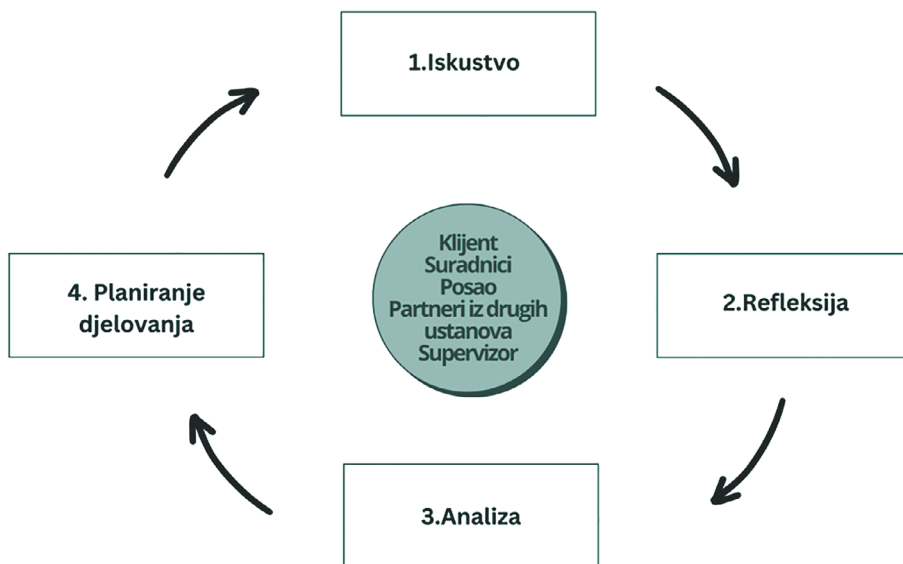 1.Iskustvo
2.Refleksija
3.Analiza
4. Planiranje
djelovanja
Klijent
Suradnici
Posao
Partneri iz drugih
ustanova
Supervizor